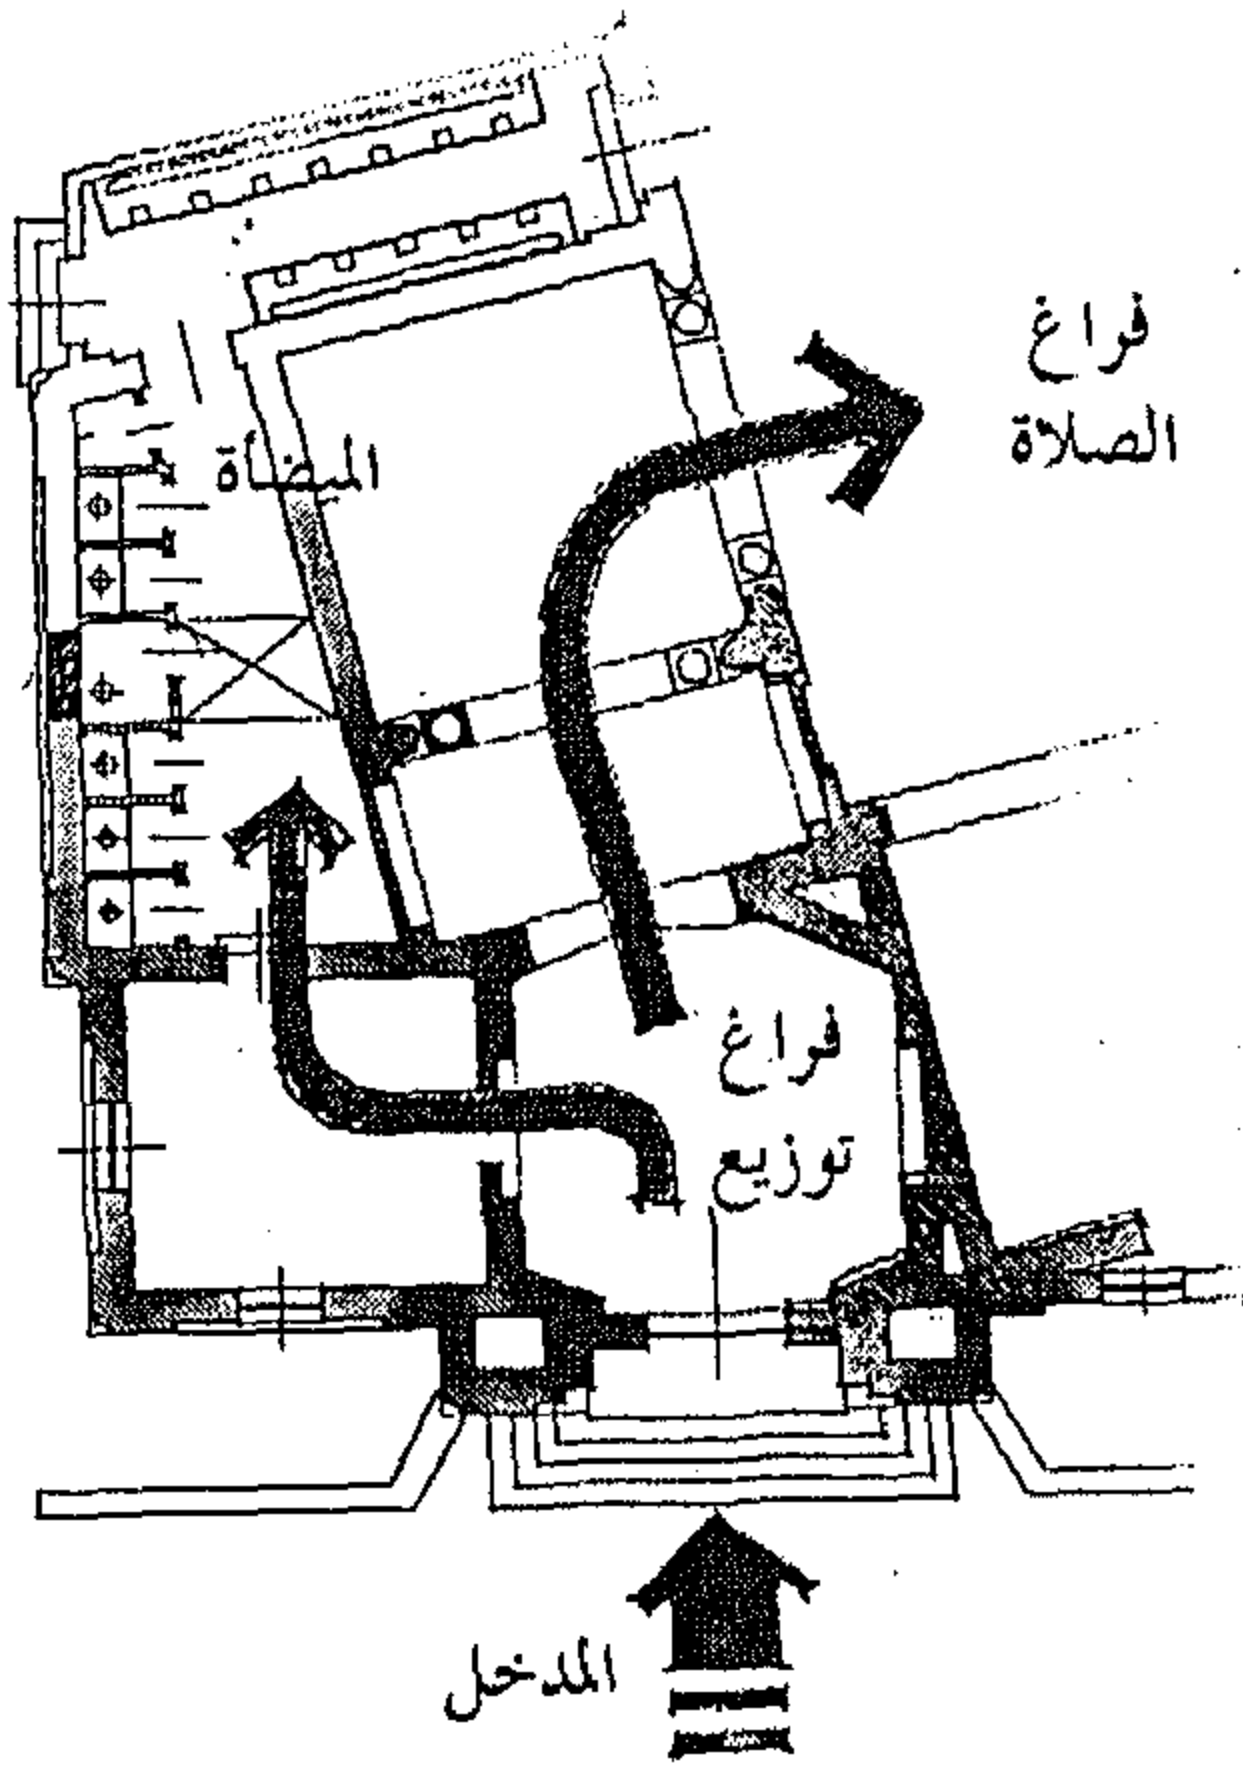 فراغ
الصلاة
الميضأة
فراغ
توزيع
المدخل